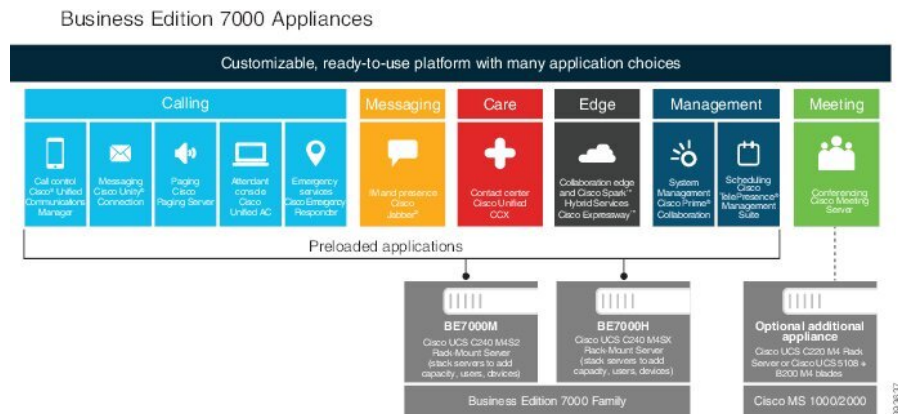 Business Edition 7000 Appliances
Customizable, ready-to-use platform with many application choices
Calling
Messaging
Care
Edge
Management
Meeting
Call control
Cisco® Unified
Communications
Manager
Messaging
Cisco Unity®
Connection
Paging
Cisco
Paging Server
Attendant
console
Cisco
Unified AC
Emergency
services
Cisco Emergency
Responder
IM and presence
Cisco
Jabber®
Contact center
Cisco Unified
CCX
Collaboration edge
and Cisco Spark™
Hybrid Services
Cisco Expressway™
System
Management
Cisco Prime®
Collaboration
Scheduling
Cisco
TelePresence®
Management
Suite
Conferencing
Cisco Meeting
Server
Preloaded applications
BE7000M
Cisco UCS C240 M4S2
Rack-Mount Server
(stack servers to add
capacity, users, devices)
BE7000H
Cisco UCS C240 M4SX
Rack-Mount Server
(stack servers to add
capacity, users, devices)
Optional additional
appliance
Cisco UCS C220 M4 Rack
Server or Cisco UCS 5108 +
B200 M4 blades
Business Edition 7000 Family
Cisco MS 1000/2000